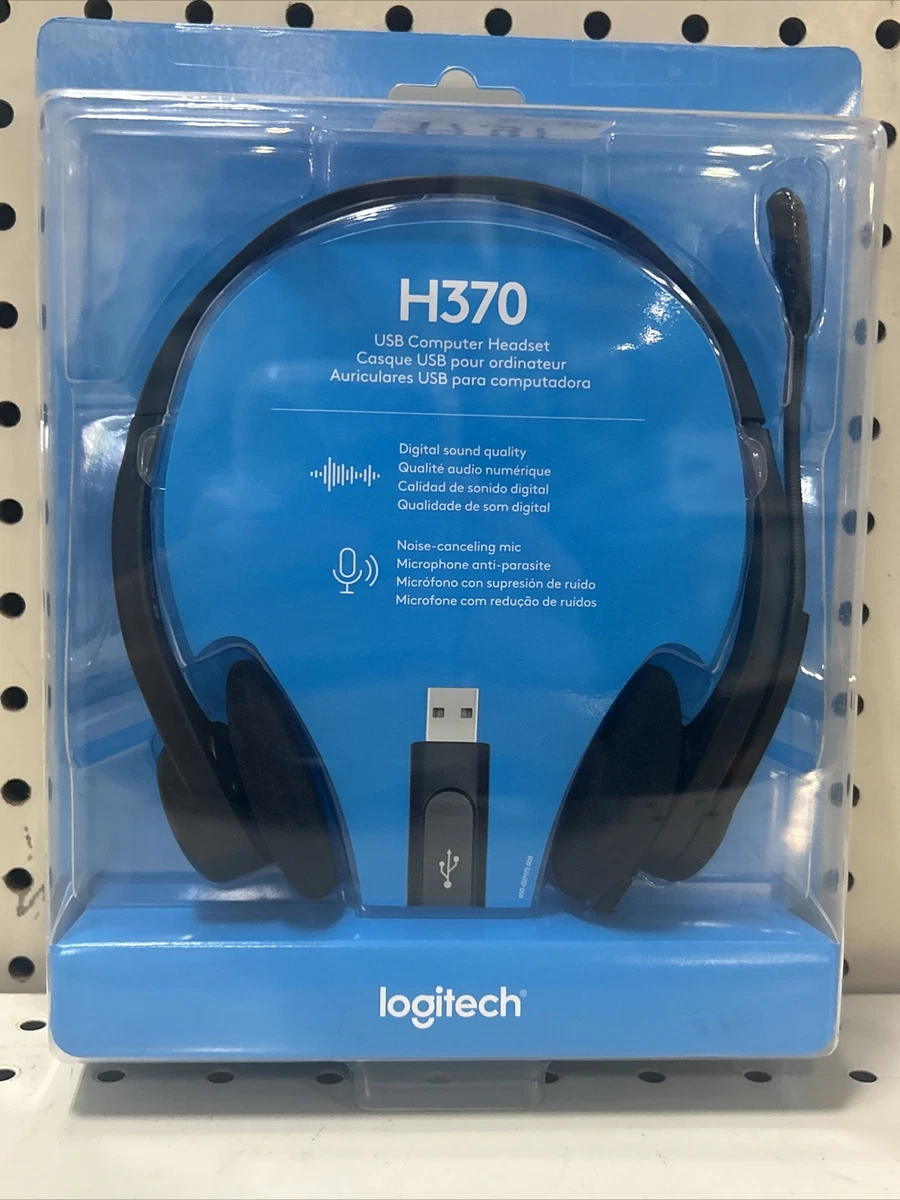 H370
USB Computer Headset
Casque USB pour ordinateur
Auriculares USB para computadora
Digital sound quality
Qualité audio numérique
Calidad de sonido digital
Qualidade de som digital
Noise-canceling mic
Microphone anti-parasite
Micrófono con supresión de ruido
Microfone com redução de ruídos
logitech®